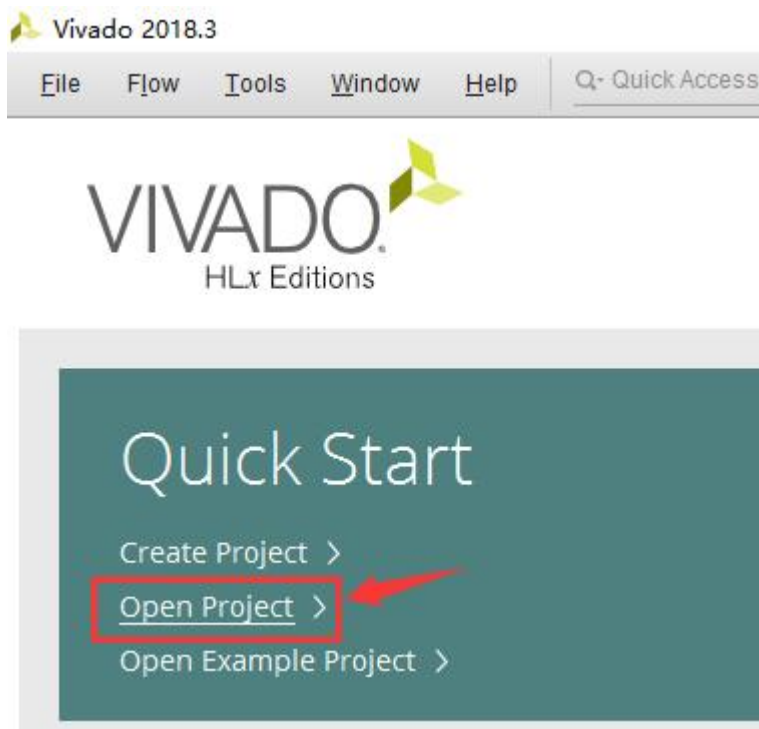 Vivado 2018.3
File Flow Tools Window Help Q- Quick Access
VIVADO.
HLx Editions
Quick Start
Create Project >
Open Project >
Open Example Project >